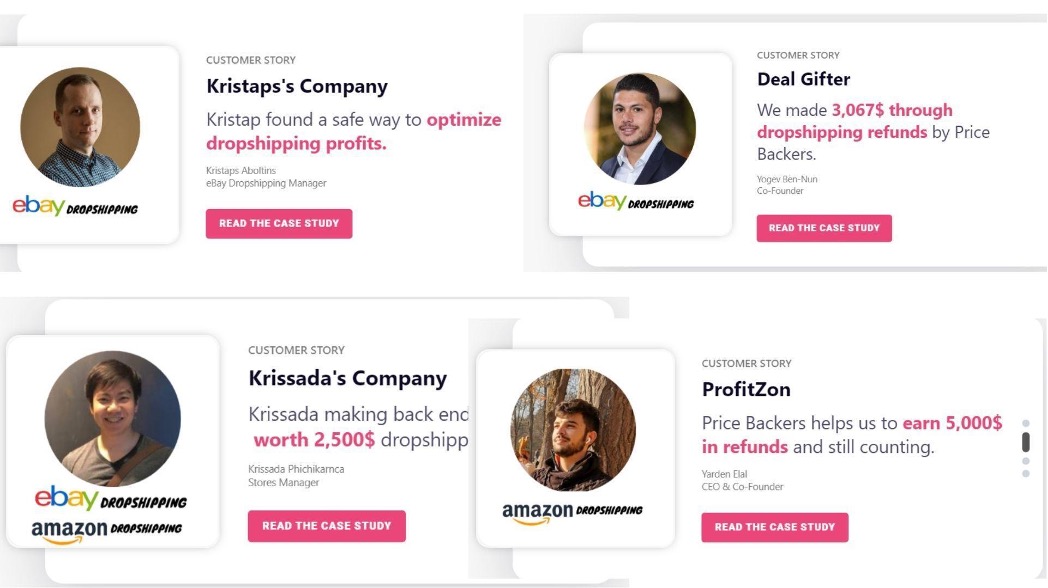 CUSTOMER STORY
Kristaps's Company
Kristap found a safe way to optimize
dropshipping profits.
Kristaps Aboltins
eBay Dropshipping Manager
READ THE CASE STUDY
ebay DROPSHIPPING
CUSTOMER STORY
Deal Gifter
We made 3,067$ through
dropshipping refunds by Price
Backers.
Yogev Ben-Nun
Co-Founder
READ THE CASE STUDY
ebay DROPSHIPPING
CUSTOMER STORY
Krissada's Company
Krissada making back end
worth 2,500$ dropshipp
Krissada Phichikarnca
Stores Manager
READ THE CASE STUDY
ebay DROPSHIPPING
amazon DROPSHIPPING
CUSTOMER STORY
ProfitZon
Price Backers helps us to earn 5,000$
in refunds and still counting.
Yarden Elal
CEO & Co-Founder
READ THE CASE STUDY
amazon DROPSHIPPING